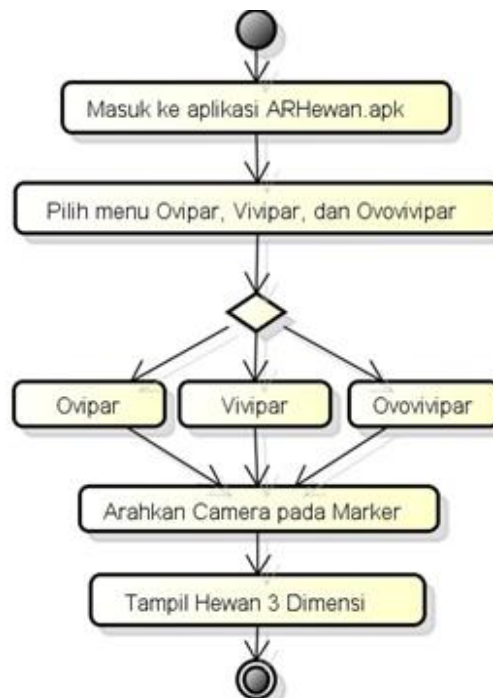 Masuk ke aplikasi ARHewan.apk
Pilih menu Ovipar, Vivipar, dan Ovovivipar
Ovipar
Vivipar
Ovovivipar
Arahkan Camera pada Marker
Tampil Hewan 3 Dimensi